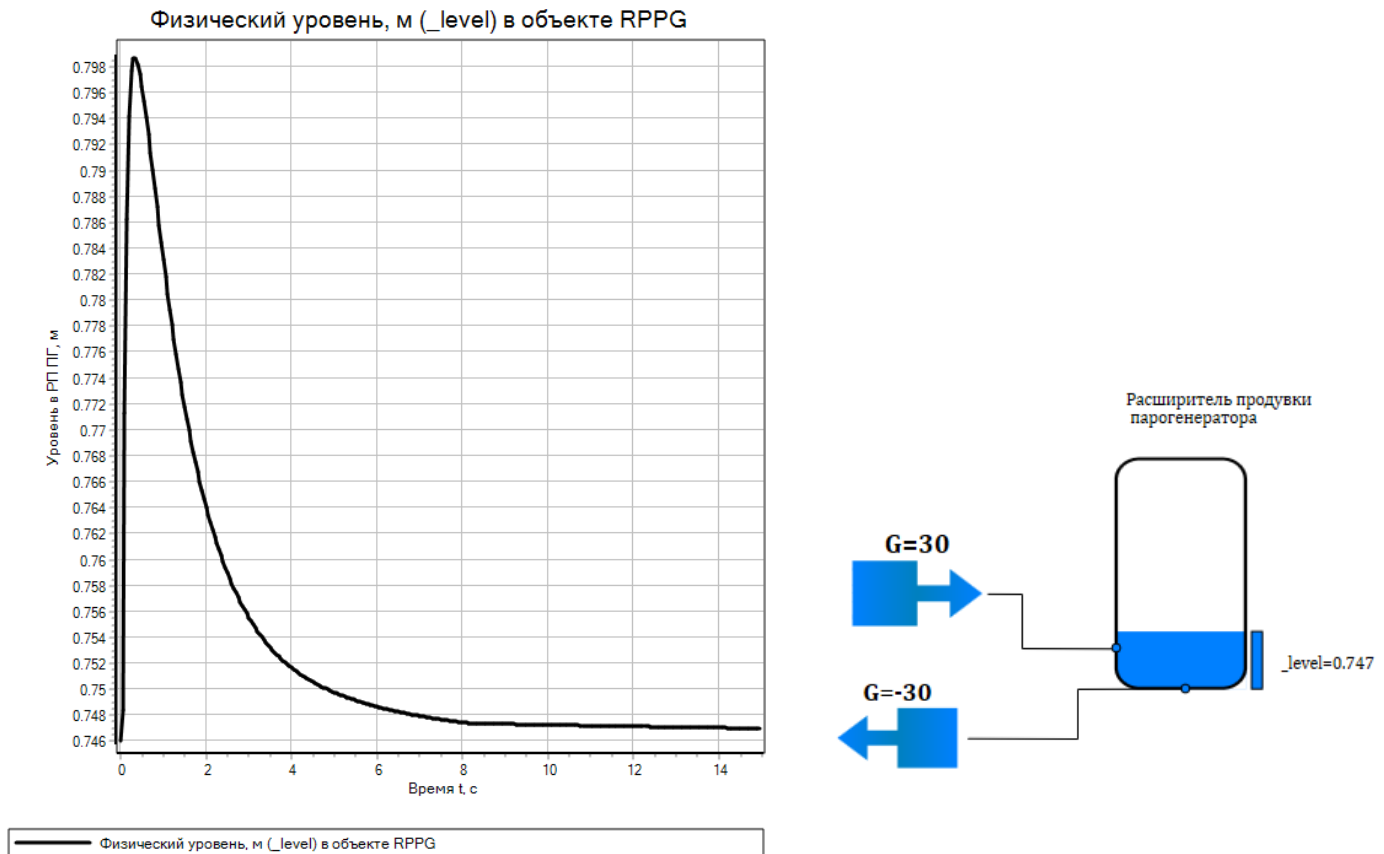 Физический уровень, м (_level) в объекте RPPG
0.798
0.796
0.794
0.792
0.79
0.788
0.786
0.784
0.782
0.78
0.778
0.776
0.774
0.772
0.77
0.768
0.766
0.764
0.762
0.76
0.758
0.756
0.754
0.752
0.75
0.748
0.746
Уровень в РП ПГ, м
0 2 4 6 8 10 12 14
Время t, с
Физический уровень, м (_level) в объекте RPPG
Расширитель продувки
парогенератора
G=30
_level=0.747
G=-30